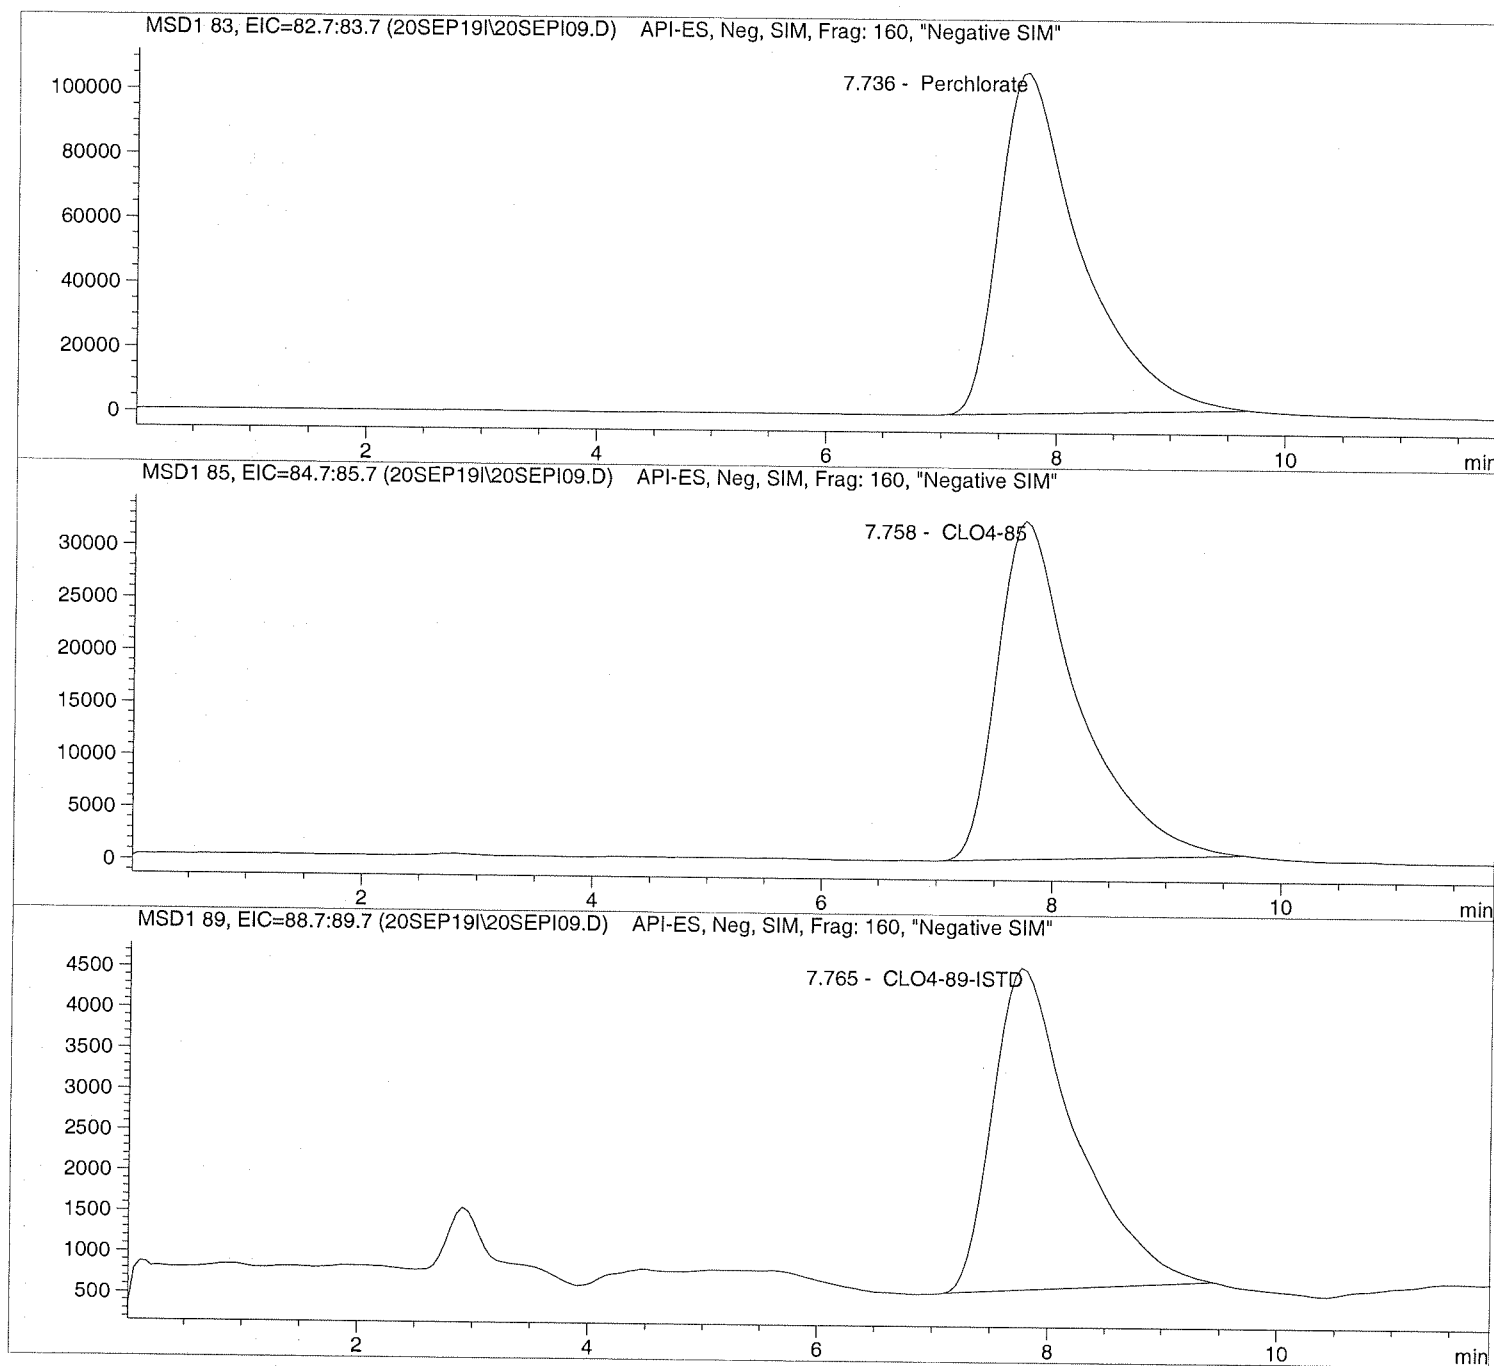 MSD1 83, EIC=82.7:83.7 (20SEP19I\20SEPI09.D) API-ES, Neg, SIM, Frag: 160, "Negative SIM"
7.736 - Perchlorate
100000
80000
60000
40000
20000
0
2 4 6 8 10 min
MSD1 85, EIC=84.7:85.7 (20SEP19I\20SEPI09.D) API-ES, Neg, SIM, Frag: 160, "Negative SIM"
7.758 - CLO4-85
30000
25000
20000
15000
10000
5000
0
2 4 6 8 10 min
MSD1 89, EIC=88.7:89.7 (20SEP19I\20SEPI09.D) API-ES, Neg, SIM, Frag: 160, "Negative SIM"
7.765 - CLO4-89-ISTD
4500
4000
3500
3000
2500
2000
1500
1000
500
2 4 6 8 10 min